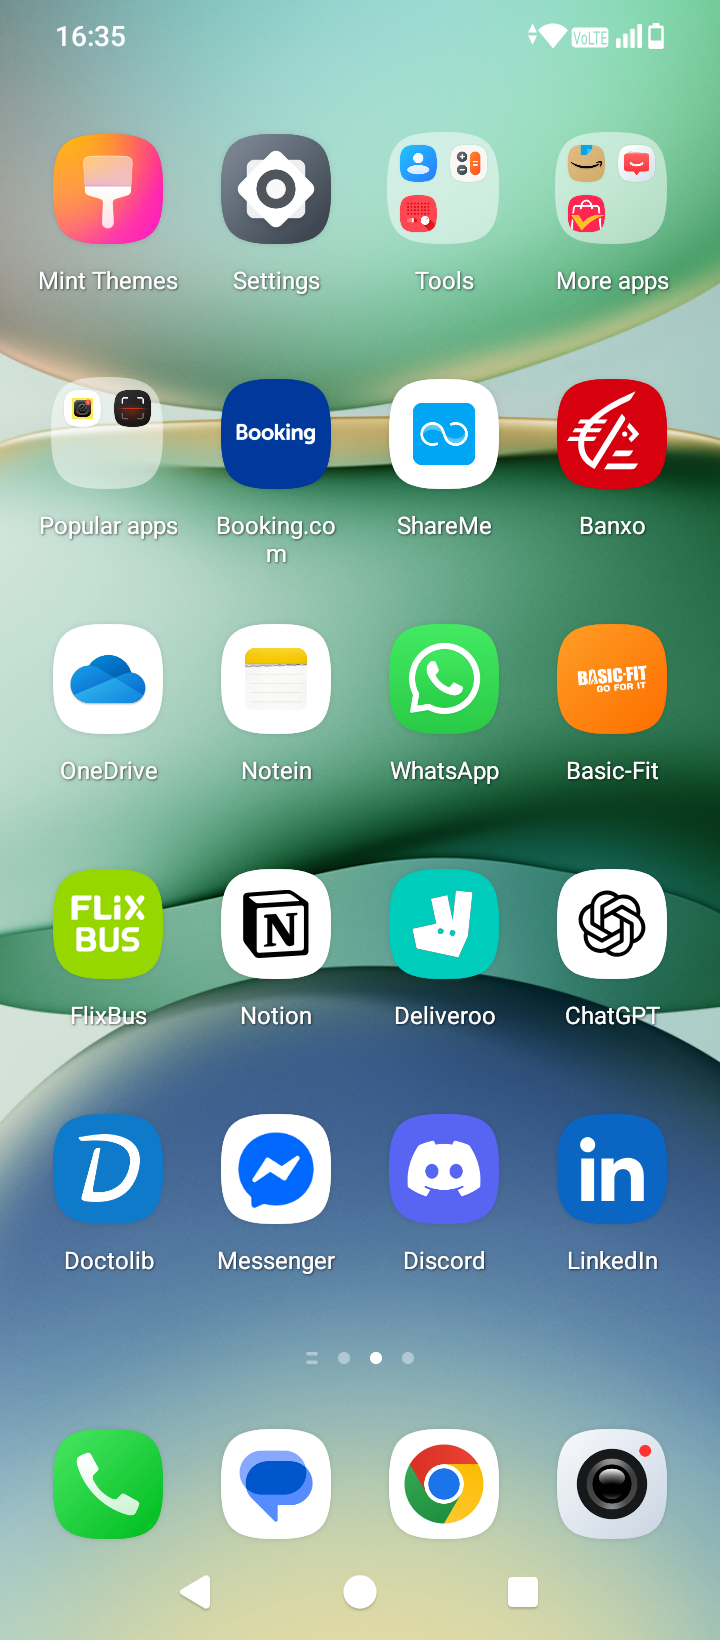 16:35
VoLTE
Mint Themes
Settings
Tools
More apps
Booking
Popular apps
Booking.co
m
ShareMe
Banxo
BASIC-FIT
GO FOR IT
OneDrive
Notein
WhatsApp
Basic-Fit
FLiX
BUS
N
FlixBus
Notion
Deliveroo
ChatGPT
D
in
Doctolib
Messenger
Discord
LinkedIn